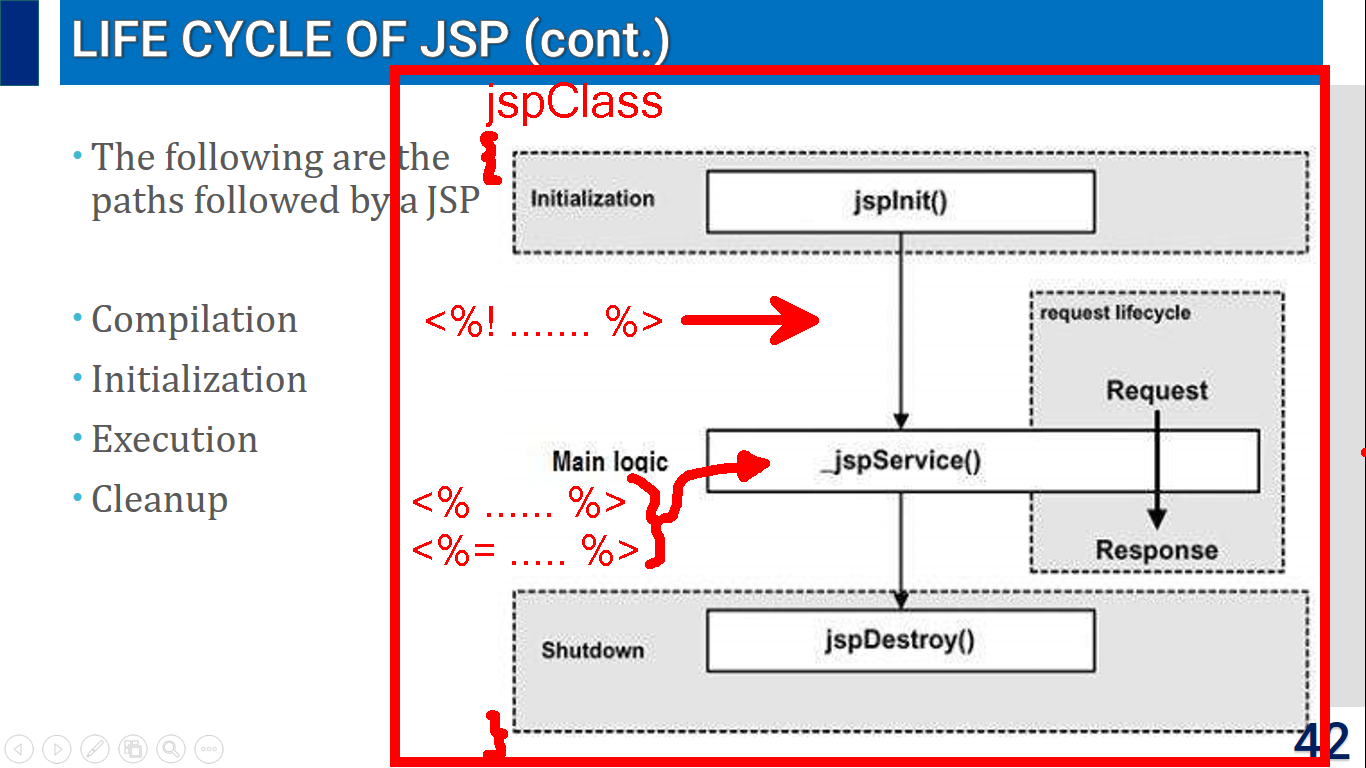 LIFE CYCLE OF JSP (cont.)
jspClass
{
• The following are the
paths followed by a JSP
• Compilation
• Initialization
• Execution
• Cleanup
Initialization
jspInit()
<%! ....... %>
request lifecycle
Request
Main logic
_jspService()
<% ...... %>
<%= ..... %>
Response
Shutdown
jspDestroy()
}
42